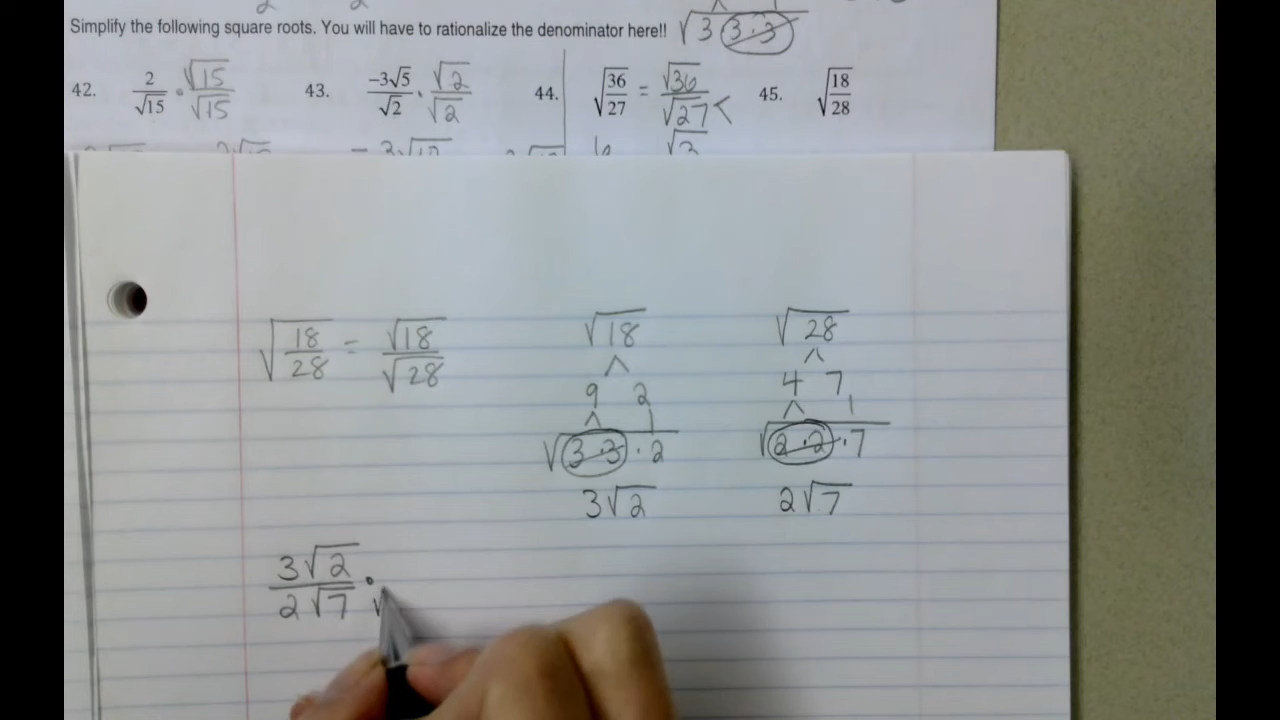 Simplify the following square roots. You will have to rationalize the denominator here!! √3 3·3
42. 2/√15 · √15/√15 43. -3√5/√2 · √2/√2 44. √36/27 = √36/√27 45. √18/28
6 √3
√18/28 = √18/√28 √18 √28
9 2 4 7
√3·3·2 √2·2·7
3√2 2√7
3√2/2√7 ·